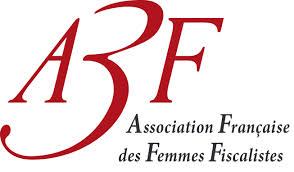 A3F
Association Française
des Femmes Fiscalistes